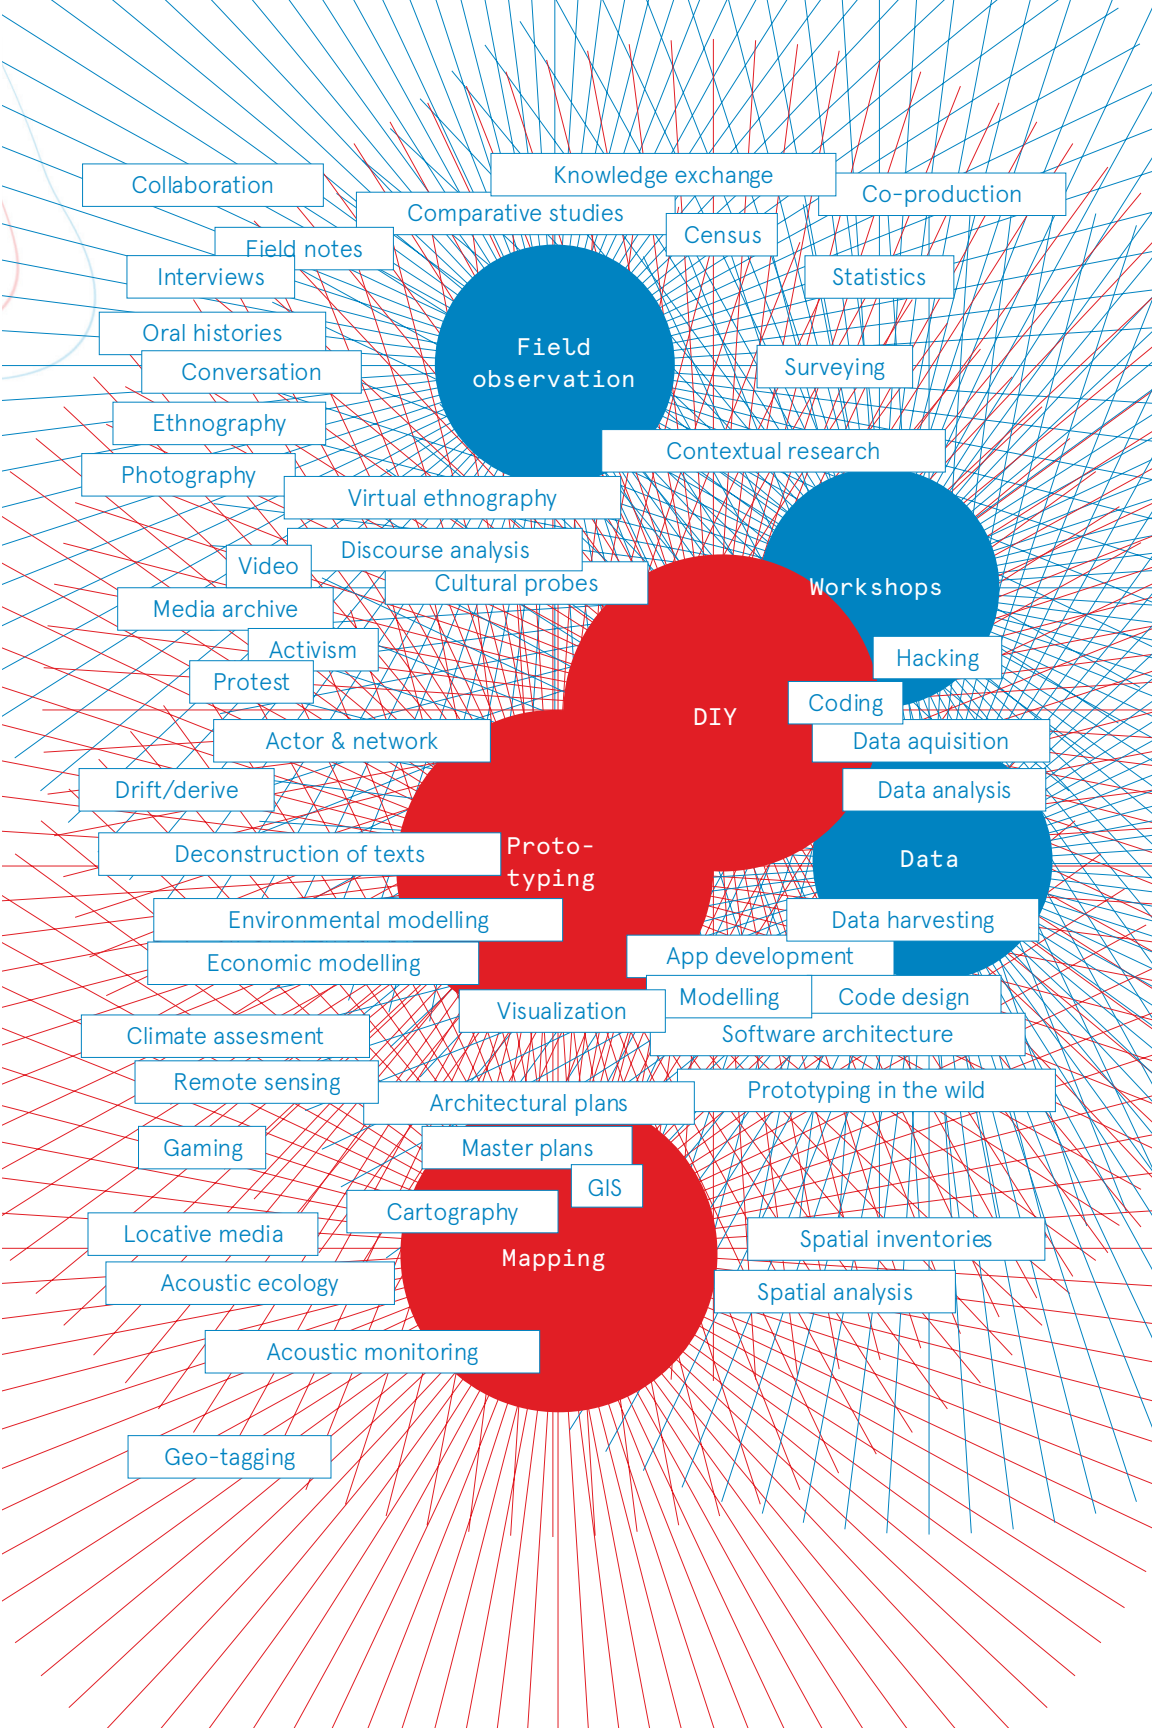 Knowledge exchange
Collaboration
Co-production
Comparative studies
Census
Field notes
Interviews
Statistics
Oral histories
Field
observation
Conversation
Surveying
Ethnography
Contextual research
Photography
Virtual ethnography
Discourse analysis
Video
Cultural probes
Workshops
Media archive
Activism
Hacking
Protest
Coding
DIY
Actor & network
Data aquisition
Drift/derive
Data analysis
Proto-
typing
Deconstruction of texts
Data
Environmental modelling
Data harvesting
App development
Economic modelling
Modelling
Code design
Visualization
Climate assesment
Software architecture
Remote sensing
Prototyping in the wild
Architectural plans
Gaming
Master plans
GIS
Cartography
Locative media
Spatial inventories
Mapping
Acoustic ecology
Spatial analysis
Acoustic monitoring
Geo-tagging